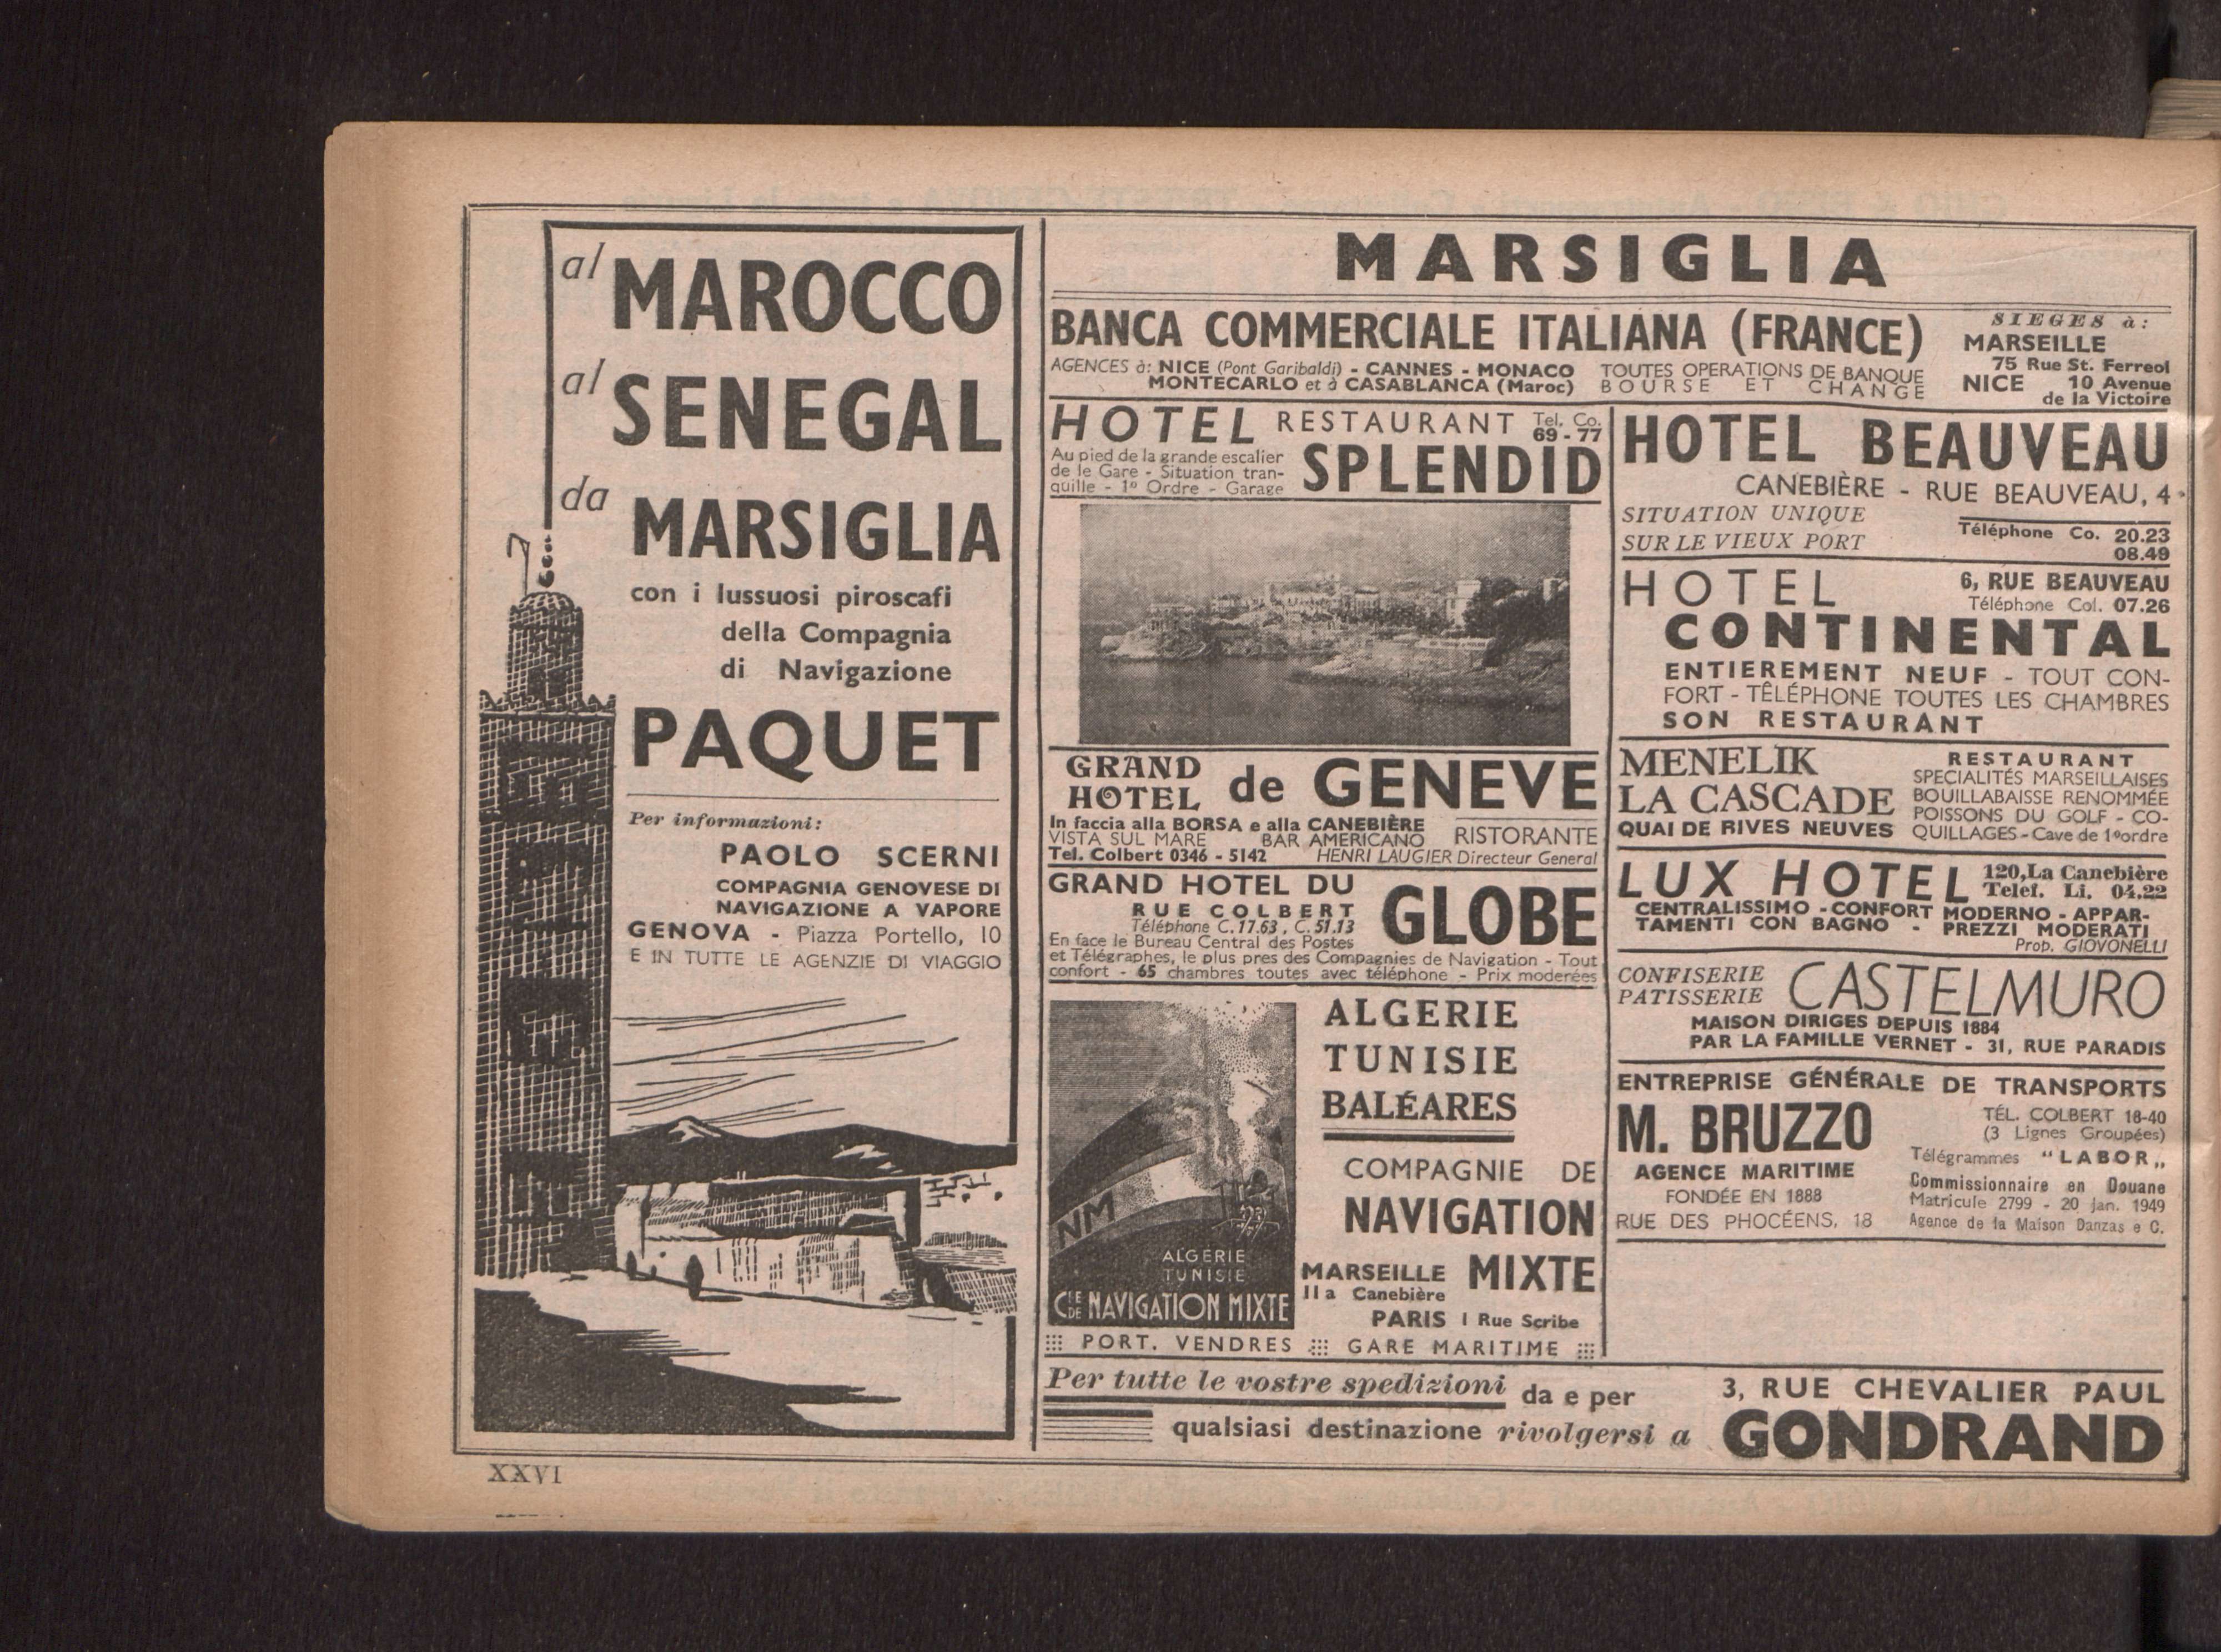 al MAROCCO
al SENEGAL
da MARSIGLIA
con i lussuosi piroscafi
della Compagnia
di Navigazione
PAQUET
Per informazioni:
PAOLO SCERNI
COMPAGNIA GENOVESE DI
NAVIGAZIONE A VAPORE
GENOVA - Piazza Portello, 10
E IN TUTTE LE AGENZIE DI VIAGGIO
MARSIGLIA
BANCA COMMERCIALE ITALIANA (FRANCE)
AGENCES à: NICE (Pont Garibaldi) - CANNES - MONACO
MONTECARLO et à CASABLANCA (Maroc)
TOUTES OPERATIONS DE BANQUE
BOURSE ET CHANGE
SIEGES à:
MARSEILLE
75 Rue St. Ferreol
NICE 10 Avenue
de la Victoire
HOTEL RESTAURANT Tel. Co.
69 - 77
Au pied de la grande escalier
de le Gare - Situation tran-
quille - 1º Ordre - Garage
SPLENDID
GRAND
HOTEL de GENEVE
In faccia alla BORSA e alla CANEBIÈRE
VISTA SUL MARE BAR AMERICANO RISTORANTE
Tel. Colbert 0346 - 5142 HENRI LAUGIER Directeur General
GRAND HOTEL DU
GLOBE
RUE COLBERT
Téléphone C. 17.63, C. 51.13
En face le Bureau Central des Postes
et Télégraphes, le plus pres des Compagnies de Navigation - Tout
confort - 65 chambres toutes avec téléphone - Prix moderées
NM
ALGERIE
TUNISIE
CIE DE NAVIGATION MIXTE
ALGERIE
TUNISIE
BALÉARES
COMPAGNIE DE
NAVIGATION
MIXTE
MARSEILLE
11a Canebière
PARIS 1 Rue Scribe
PORT. VENDRES GARE MARITIME
HOTEL BEAUVEAU
CANEBIÈRE - RUE BEAUVEAU, 4
SITUATION UNIQUE
SUR LE VIEUX PORT
Téléphone Co. 20.23
08.49
HOTEL
6, RUE BEAUVEAU
Téléphone Col. 07.26
CONTINENTAL
ENTIEREMENT NEUF - TOUT CON-
FORT - TÊLÉPHONE TOUTES LES CHAMBRES
SON RESTAURANT
MENELIK
LA CASCADE
QUAI DE RIVES NEUVES
RESTAURANT
SPECIALITÉS MARSEILLAISES
BOUILLABAISSE RENOMMÉE
POISSONS DU GOLF - CO-
QUILLAGES - Cave de 1º ordre
LUX HOTEL
120, La Canebière
Telef. Li. 04.22
CENTRALISSIMO - CONFORT MODERNO - APPAR-
TAMENTI CON BAGNO - PREZZI MODERATI
Prop. GIOVONELLI
CONFISERIE
PATISSERIE
CASTELMURO
MAISON DIRIGES DEPUIS 1884
PAR LA FAMILLE VERNET - 31, RUE PARADIS
ENTREPRISE GÉNÉRALE DE TRANSPORTS
M. BRUZZO
AGENCE MARITIME
FONDÉE EN 1888
RUE DES PHOCÉENS, 18
TÉL. COLBERT 18-40
(3 Lignes Groupées)
Télégrammes “LABOR„
Commissionnaire en Douane
Matricule 2799 - 20 jan. 1949
Agence de la Maison Danzas e C.
Per tutte le vostre spedizioni da e per
qualsiasi destinazione rivolgersi a
3, RUE CHEVALIER PAUL
GONDRAND
XXVI